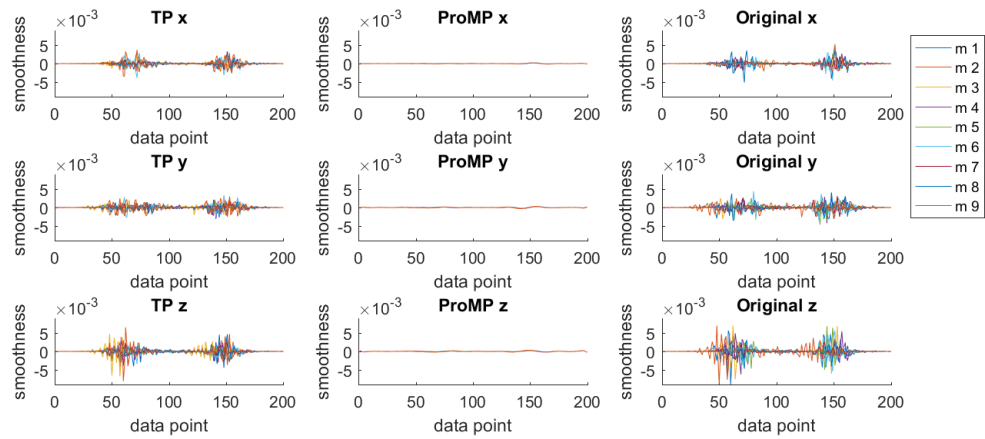 TP x
×10⁻³
smoothness
5
0
-5
0 50 100 150 200
data point
ProMP x
×10⁻³
smoothness
5
0
-5
0 50 100 150 200
data point
Original x
×10⁻³
smoothness
5
0
-5
0 50 100 150 200
data point
m 1
m 2
m 3
m 4
m 5
m 6
m 7
m 8
m 9
TP y
×10⁻³
smoothness
5
0
-5
0 50 100 150 200
data point
ProMP y
×10⁻³
smoothness
5
0
-5
0 50 100 150 200
data point
Original y
×10⁻³
smoothness
5
0
-5
0 50 100 150 200
data point
TP z
×10⁻³
smoothness
5
0
-5
0 50 100 150 200
data point
ProMP z
×10⁻³
smoothness
5
0
-5
0 50 100 150 200
data point
Original z
×10⁻³
smoothness
5
0
-5
0 50 100 150 200
data point